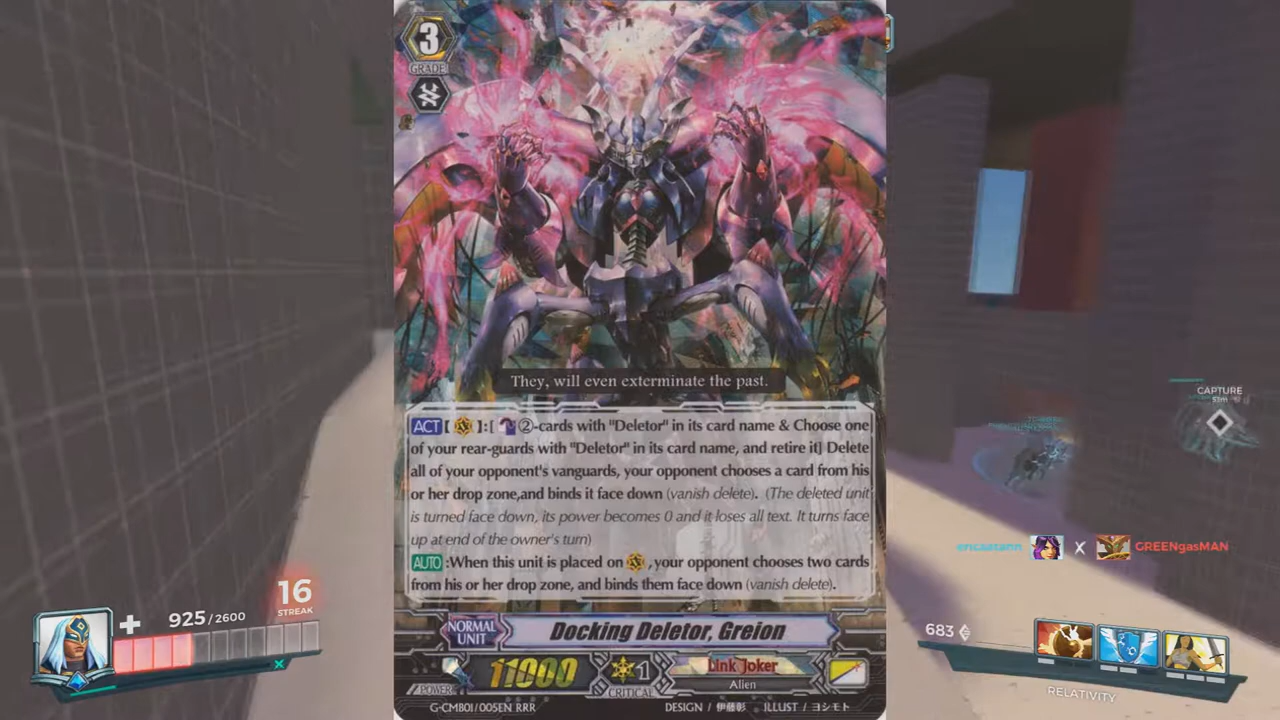 3
GRADE
They, will even exterminate the past.
ACT[ ]:[ ②-cards with "Deletor" in its card name & Choose one
of your rear-guards with "Deletor" in its card name, and retire it] Delete
all of your opponent's vanguards, your opponent chooses a card from his
or her drop zone,and binds it face down (vanish delete). (The deleted unit
is turned face down, its power becomes 0 and it loses all text. It turns face
up at end of the owner's turn)
AUTO :When this unit is placed on , your opponent chooses two cards
from his or her drop zone, and binds them face down (vanish delete).
NORMAL
UNIT
Docking Deletor, Greion
POWER 11000 1 CRITICAL
Link Joker
Alien
G-CMB01/005EN RRR DESIGN / 伊藤彰 ILLUST / ヨシモト
925/2600
16
STREAK
CAPTURE
X GREENgasMAN
683
RELATIVITY